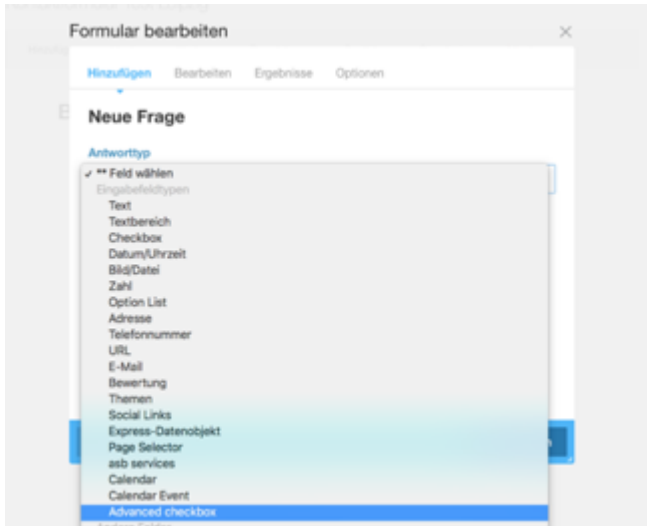 Formular bearbeiten
Hinzufügen Bearbeiten Ergebnisse Optionen
Neue Frage
Antworttyp
✓ ** Feld wählen
Eingabefeldtypen
Text
Textbereich
Checkbox
Datum/Uhrzeit
Bild/Datei
Zahl
Option List
Adresse
Telefonnummer
URL
E-Mail
Bewertung
Themen
Social Links
Express-Datenobjekt
Page Selector
asb services
Calendar
Calendar Event
Advanced checkbox